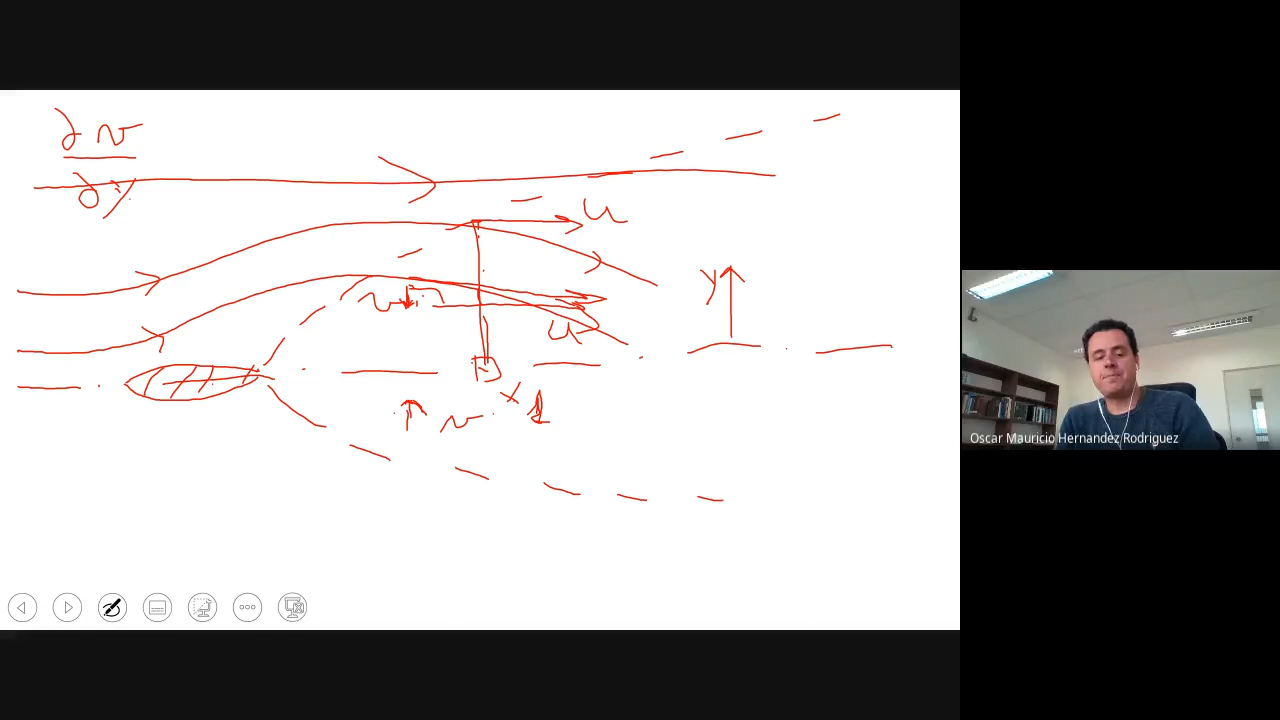 ∂v
∂y
u
y
v
u
x
v
Oscar Mauricio Hernandez Rodriguez